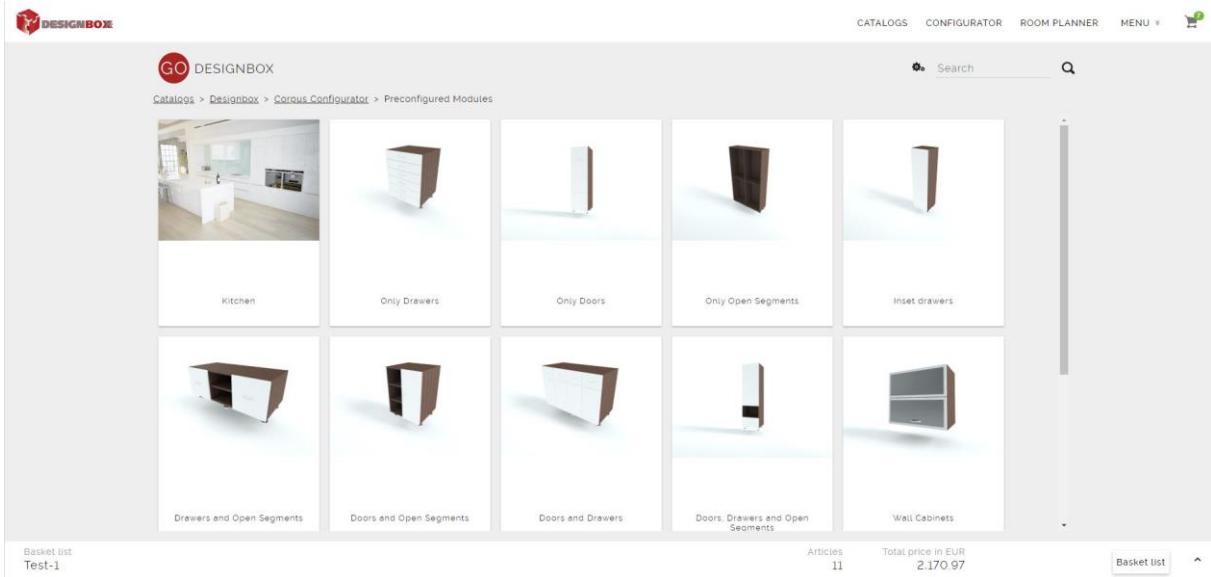 DESIGNBOX
CATALOGS CONFIGURATOR ROOM PLANNER MENU
GO DESIGNBOX
Search
Catalogs > Designbox > Corpus Configurator > Preconfigured Modules
Kitchen
Only Drawers
Only Doors
Only Open Segments
Inset drawers
Drawers and Open Segments
Doors and Open Segments
Doors and Drawers
Doors, Drawers and Open
Segments
Wall Cabinets
Basket list
Test-1
Articles
11
Total price in EUR
2.170.97
Basket list